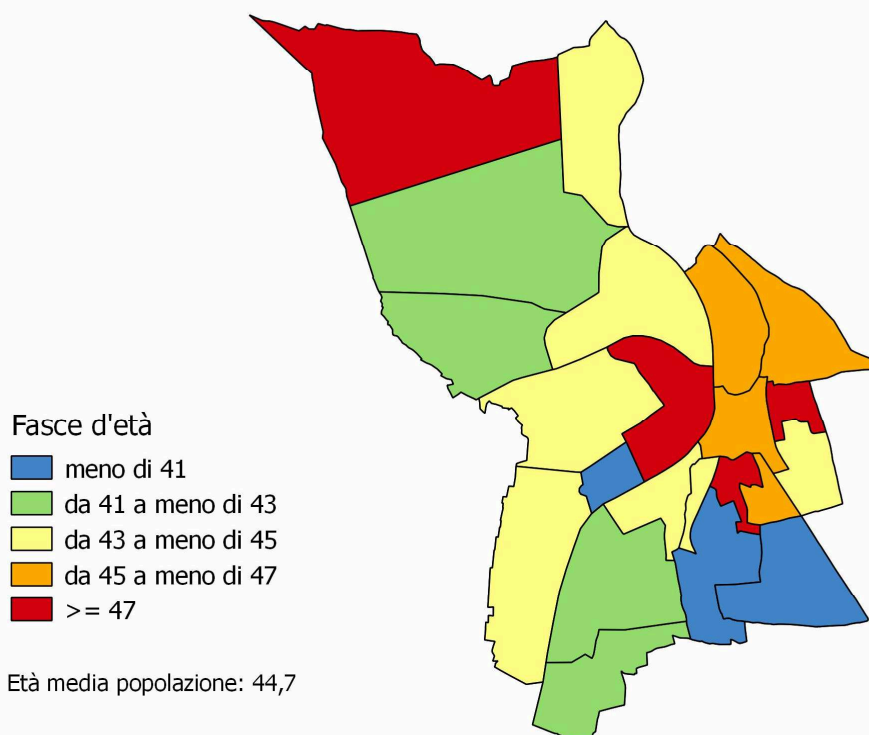 Fasce d'età
meno di 41
da 41 a meno di 43
da 43 a meno di 45
da 45 a meno di 47
>= 47
Età media popolazione: 44,7